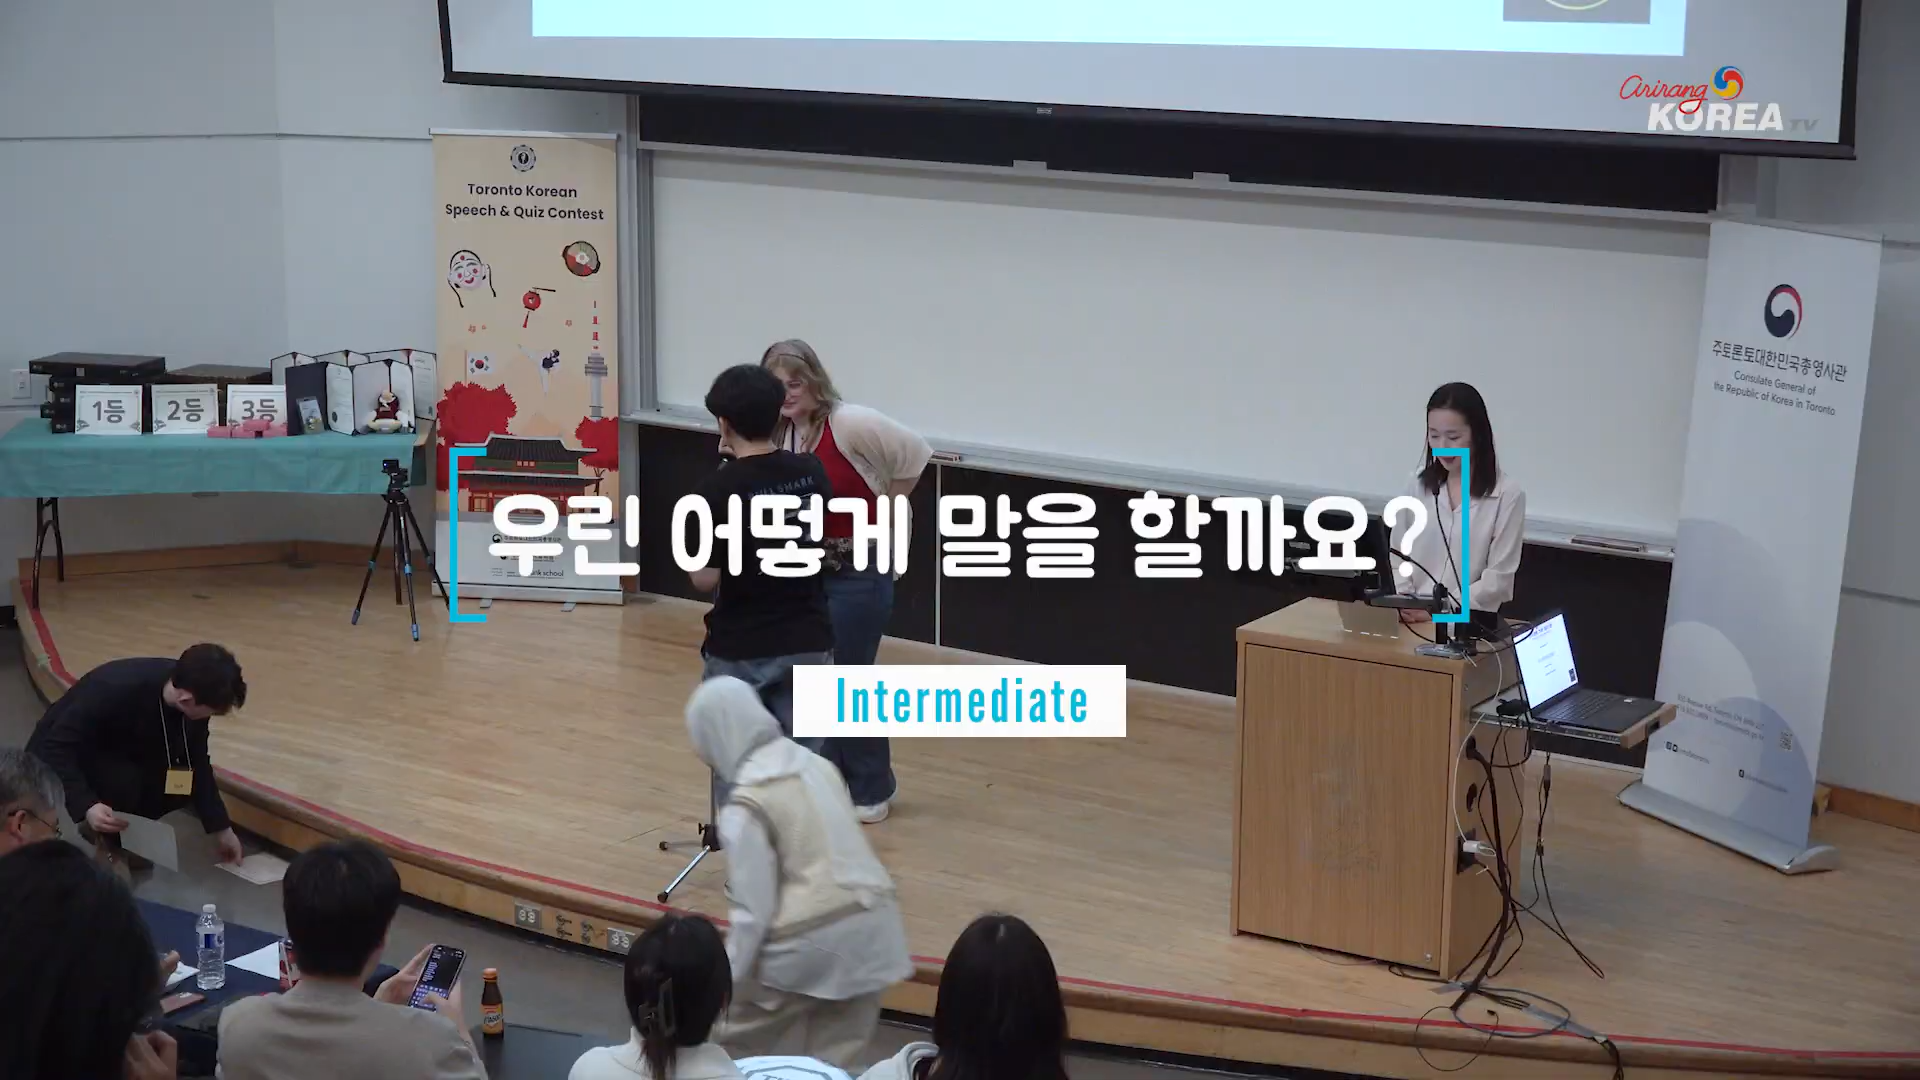 Arirang
KOREA TV
Toronto Korean
Speech & Quiz Contest
주토론토대한민국총영사관
Consulate General of
the Republic of Korea in Toronto
1등
2등
3등
우린 어떻게 말을 할까요?
Intermediate